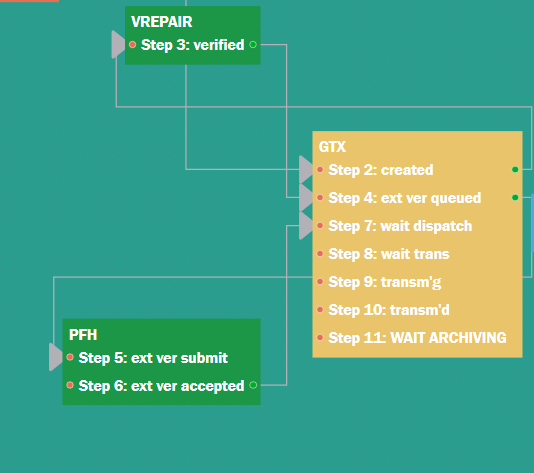 VREPAIR
Step 3: verified
GTX
Step 2: created
Step 4: ext ver queued
Step 7: wait dispatch
Step 8: wait trans
Step 9: transm'g
Step 10: transm'd
Step 11: WAIT ARCHIVING
PFH
Step 5: ext ver submit
Step 6: ext ver accepted